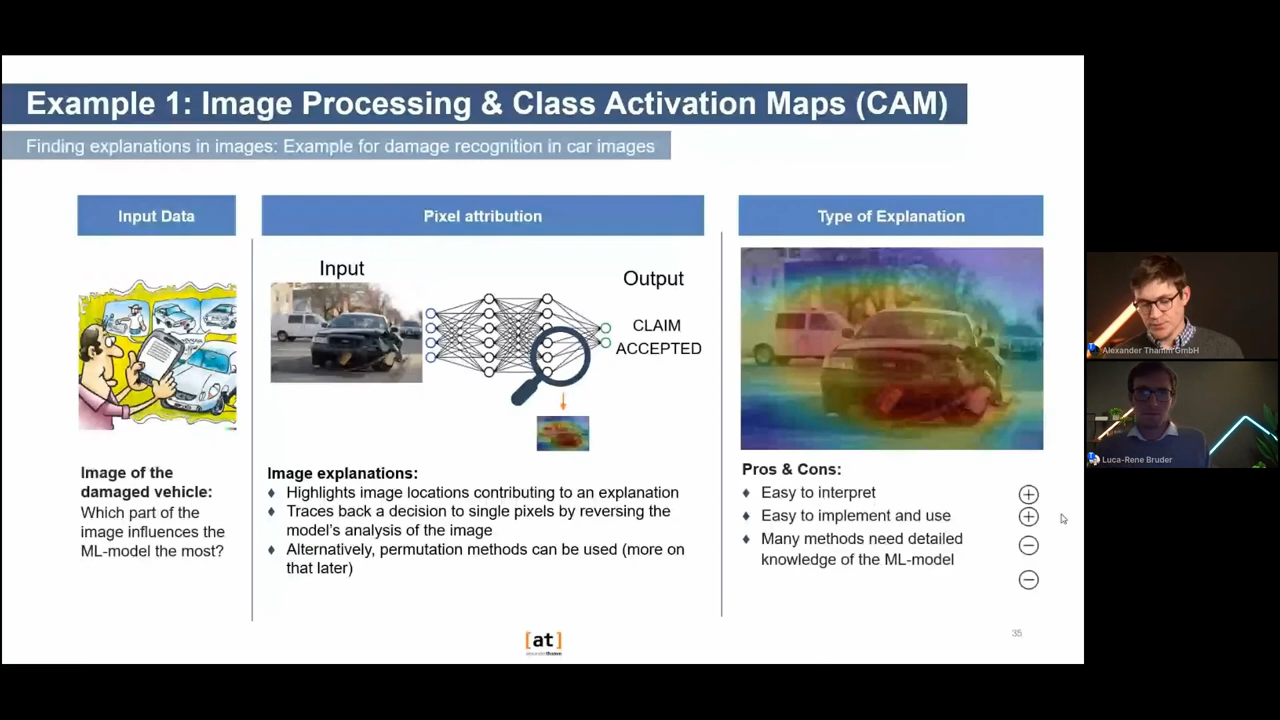 Example 1: Image Processing & Class Activation Maps (CAM)
Finding explanations in images: Example for damage recognition in car images
Input Data
Image of the
damaged vehicle:
Which part of the
image influences the
ML-model the most?
Pixel attribution
Input
Output
CLAIM
ACCEPTED
Image explanations:
Highlights image locations contributing to an explanation
Traces back a decision to single pixels by reversing the
model's analysis of the image
Alternatively, permutation methods can be used (more on
that later)
Type of Explanation
Pros & Cons:
Easy to interpret
Easy to implement and use
Many methods need detailed
knowledge of the ML-model
[at]
35
Alexander Thamm GmbH
Luca-Rene Bruder